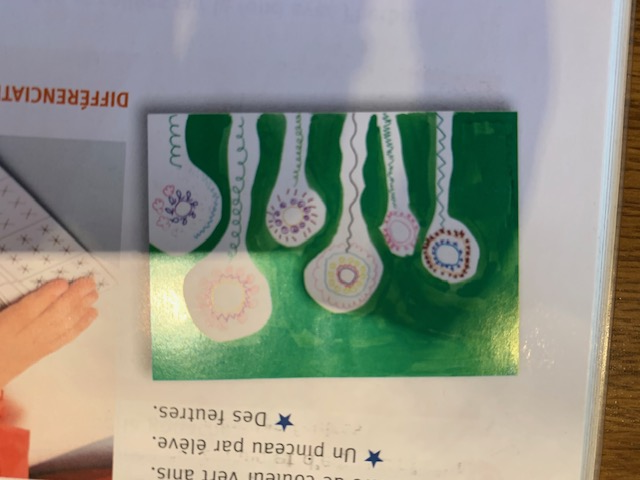 de couleur vert anis.
★ Un pinceau par élève.
★ Des feutres.
DIFFÉRENCIATI